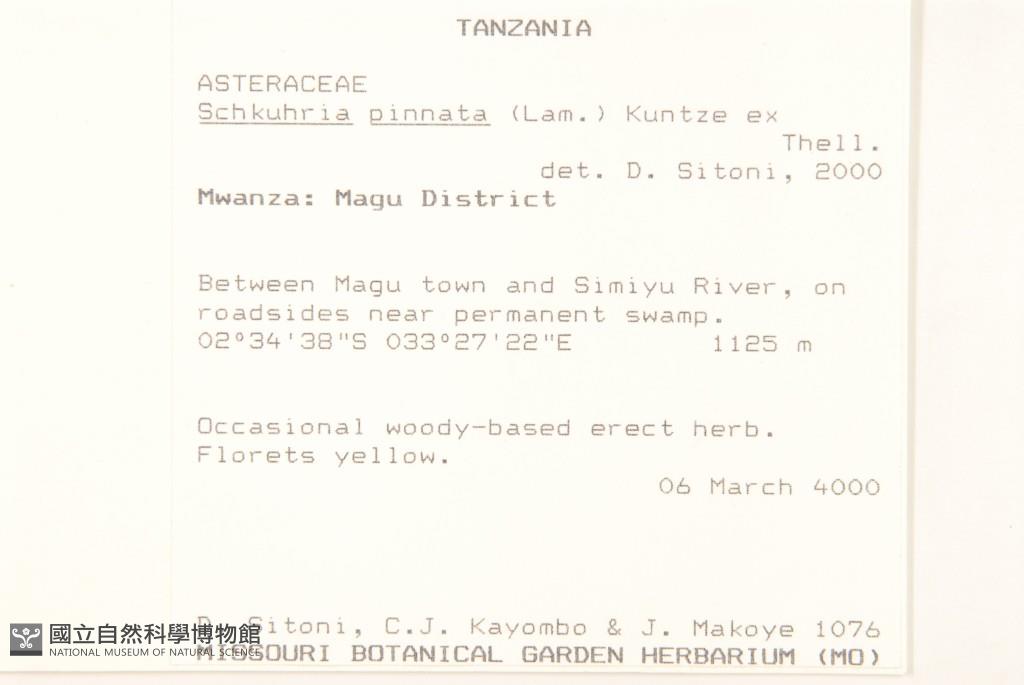 TANZANIA
ASTERACEAE
Schkuhria pinnata (Lam.) Kuntze ex
Thell.
det. D. Sitoni, 2000
Mwanza: Magu District
Between Magu town and Simiyu River, on
roadsides near permanent swamp.
02°34'38"S 033°27'22"E 1125 m
Occasional woody-based erect herb.
Florets yellow.
06 March 4000
D. Sitoni, C.J. Kayombo & J. Makoye 1076
MISSOURI BOTANICAL GARDEN HERBARIUM (MO)
國立自然科學博物館
NATIONAL MUSEUM OF NATURAL SCIENCE